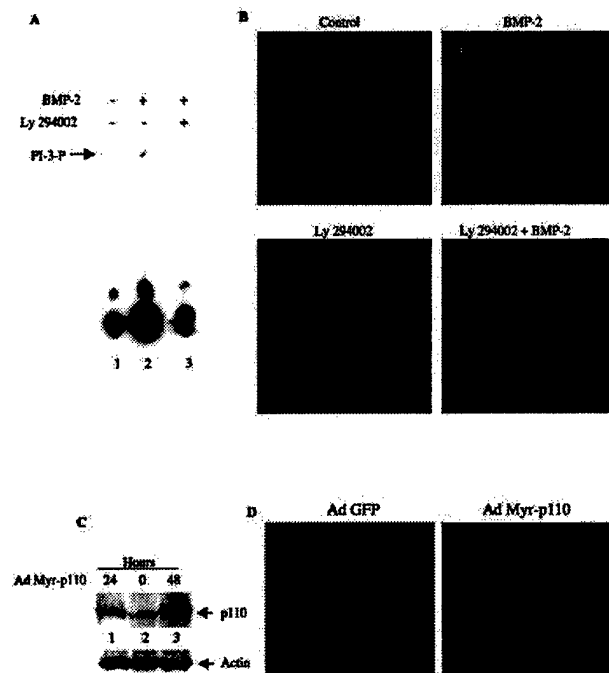 A
BMP-2 - + +
Ly 294002 - - +
PI-3-P
1 2 3
B
Control BMP-2
Ly 294002 Ly 294002 + BMP-2
C
Hours
Ad Myr-p110 24 0 48
p110
1 2 3
Actin
D
Ad GFP Ad Myr-p110